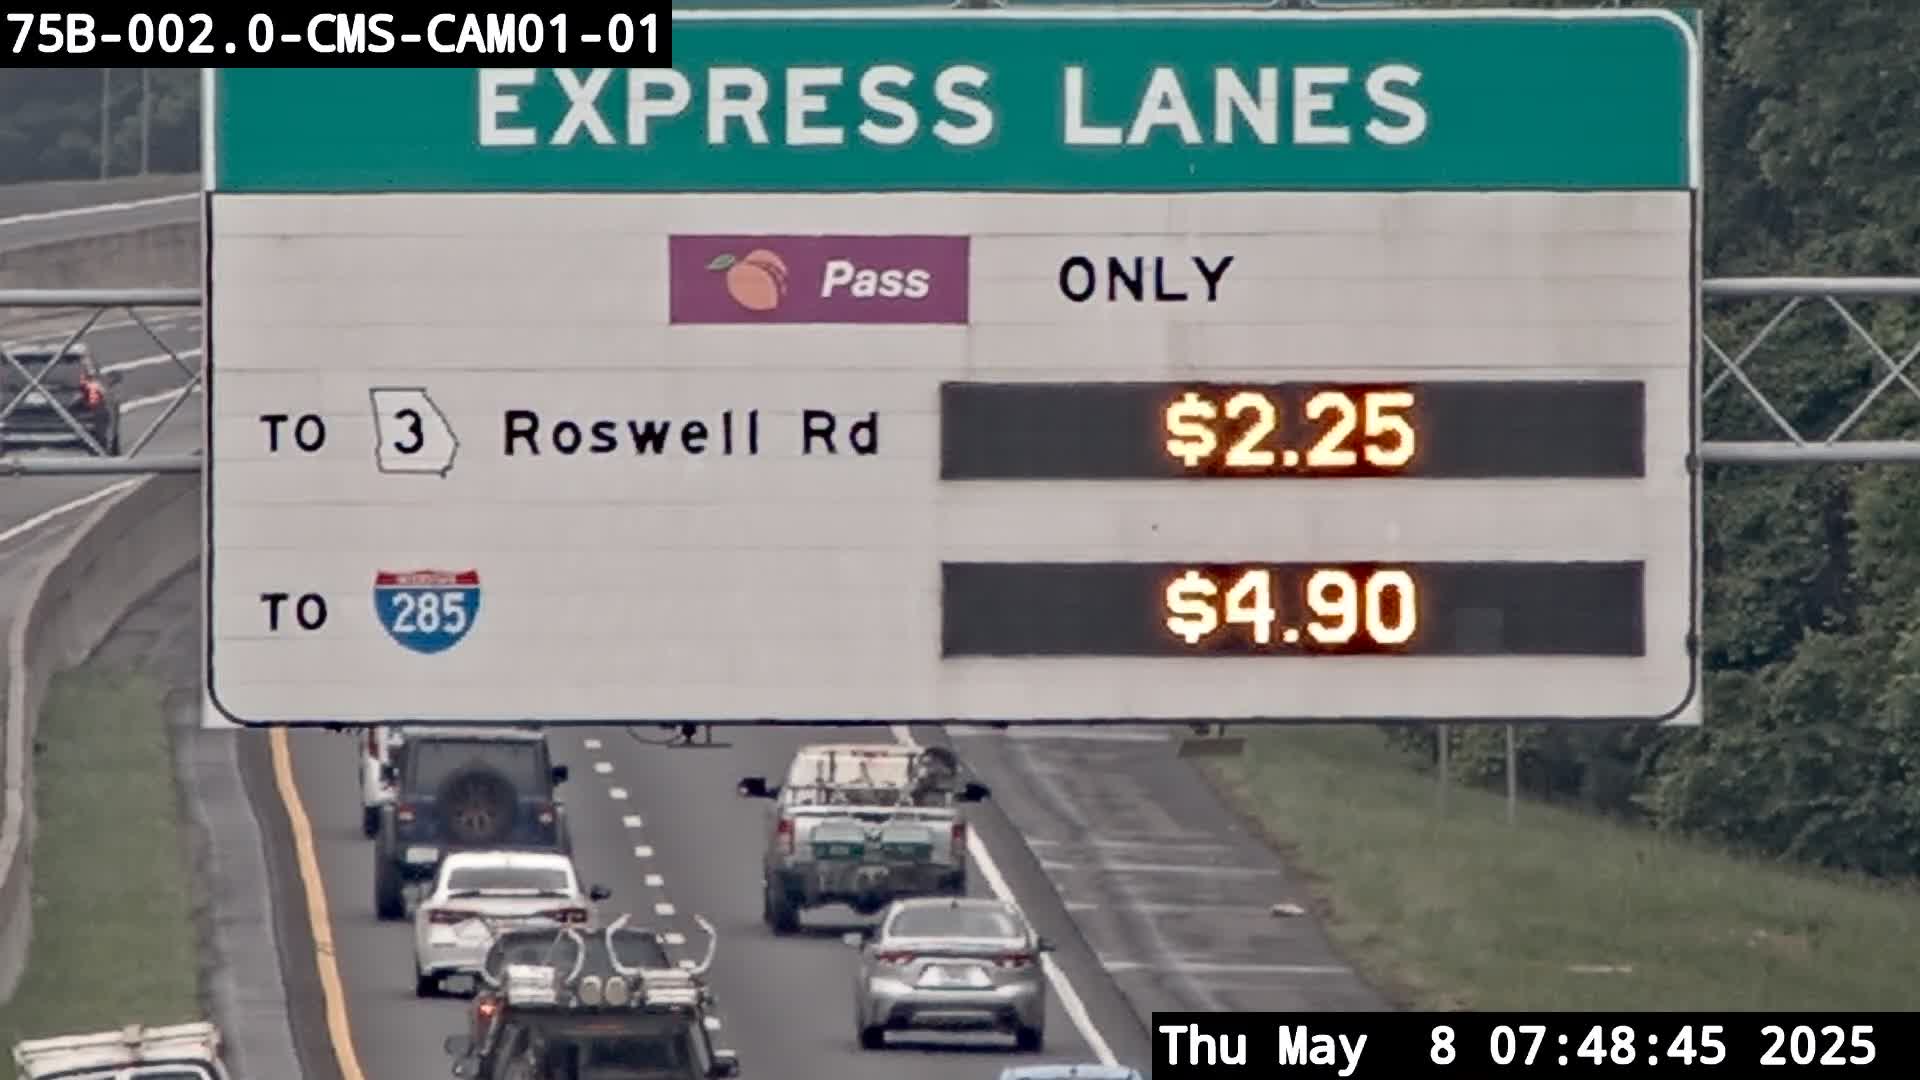 75B-002.0-CMS-CAM01-01
EXPRESS LANES
Pass ONLY
TO 3 Roswell Rd $2.25
TO 285 $4.90
Thu May 8 07:48:45 2025